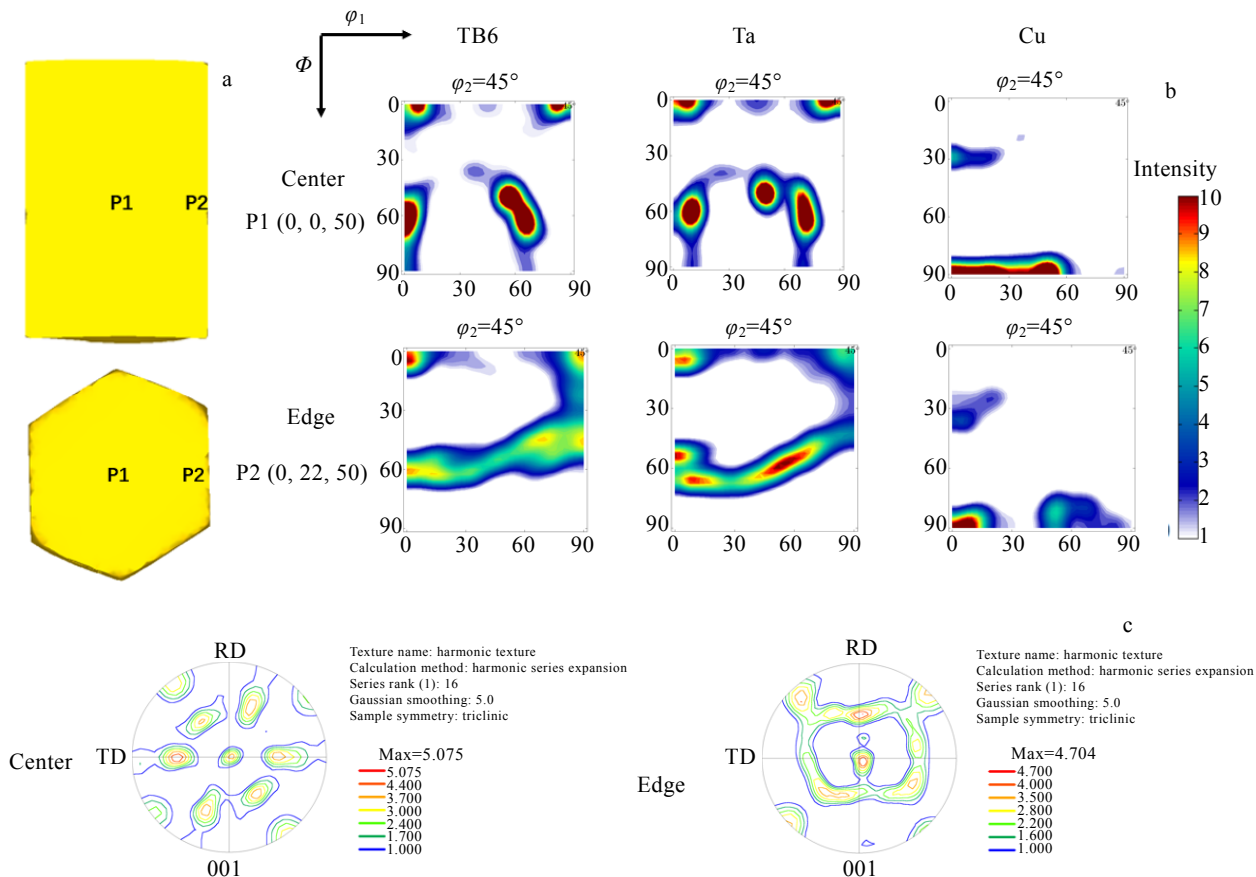 φ1
Φ
TB6
Ta
Cu
a
b
P1
P2
P1
P2
Center
P1 (0, 0, 50)
φ2=45°
45°
0
30
60
90
0 30 60 90
φ2=45°
45°
0
30
60
90
0 30 60 90
φ2=45°
45°
0
30
60
90
0 30 60 90
Edge
P2 (0, 22, 50)
φ2=45°
45°
0
30
60
90
0 30 60 90
φ2=45°
45°
0
30
60
90
0 30 60 90
φ2=45°
45°
0
30
60
90
0 30 60 90
Intensity
10
9
8
7
6
5
4
3
2
1
c
Center
RD
TD
001
Texture name: harmonic texture
Calculation method: harmonic series expansion
Series rank (1): 16
Gaussian smoothing: 5.0
Sample symmetry: triclinic
Max=5.075
5.075
4.400
3.700
3.000
2.400
1.700
1.000
Edge
RD
TD
001
Texture name: harmonic texture
Calculation method: harmonic series expansion
Series rank (1): 16
Gaussian smoothing: 5.0
Sample symmetry: triclinic
Max=4.704
4.700
4.000
3.500
2.800
2.200
1.600
1.000